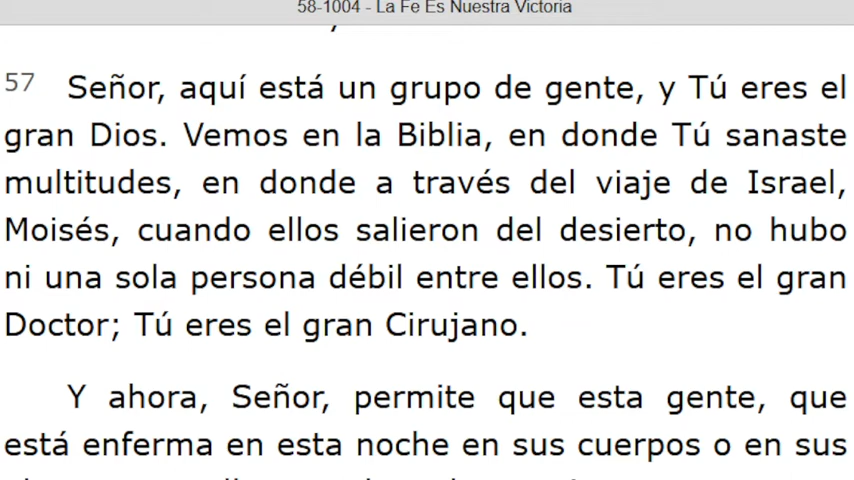 58-1004 - La Fe Es Nuestra Victoria
57 Señor, aquí está un grupo de gente, y Tú eres el
gran Dios. Vemos en la Biblia, en donde Tú sanaste
multitudes, en donde a través del viaje de Israel,
Moisés, cuando ellos salieron del desierto, no hubo
ni una sola persona débil entre ellos. Tú eres el gran
Doctor; Tú eres el gran Cirujano.
Y ahora, Señor, permite que esta gente, que
está enferma en esta noche en sus cuerpos o en sus